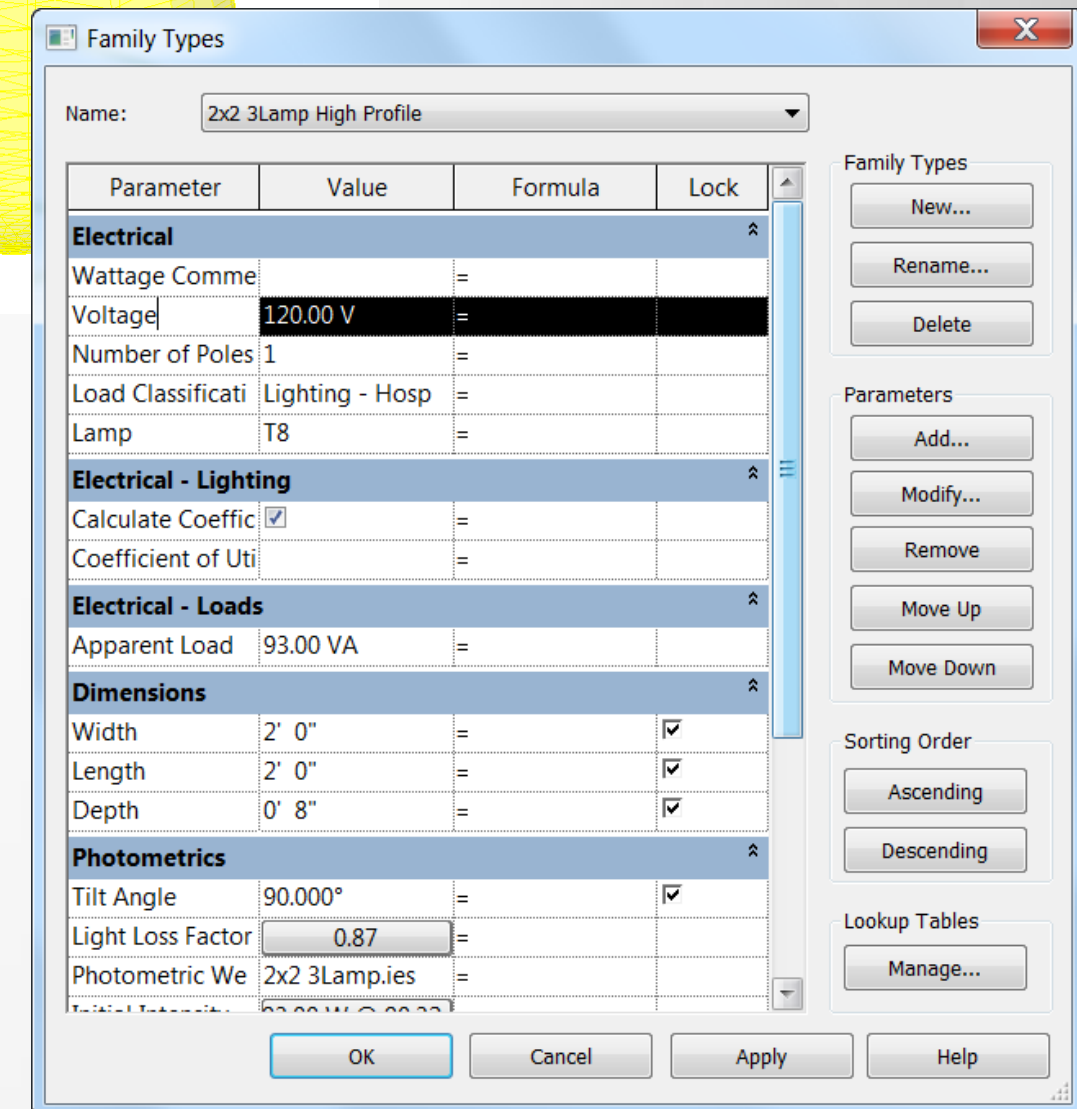 Family Types
Name: 2x2 3Lamp High Profile
Parameter Value Formula Lock
Electrical
Wattage Comme =
Voltage 120.00 V =
Number of Poles 1 =
Load Classificati Lighting - Hosp =
Lamp T8 =
Electrical - Lighting
Calculate Coeffic =
Coefficient of Uti =
Electrical - Loads
Apparent Load 93.00 VA =
Dimensions
Width 2' 0" =
Length 2' 0" =
Depth 0' 8" =
Photometrics
Tilt Angle 90.000° =
Light Loss Factor 0.87 =
Photometric We 2x2 3Lamp.ies =
Initial Intensity
Family Types
New...
Rename...
Delete
Parameters
Add...
Modify...
Remove
Move Up
Move Down
Sorting Order
Ascending
Descending
Lookup Tables
Manage...
OK Cancel Apply Help